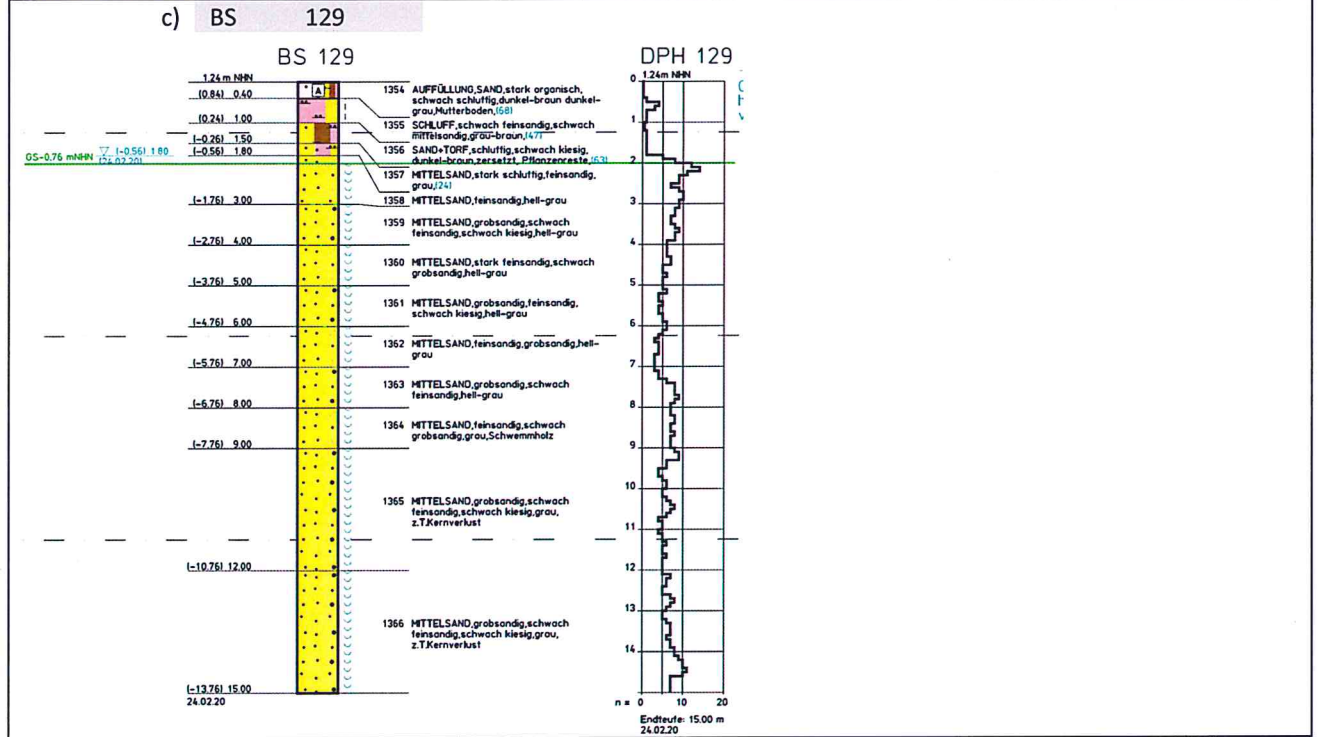 c) BS 129
BS 129
DPH 129
1.24 m NHN
(0.84) 0.40
(0.24) 1.00
(-0.26) 1.50
(-0.56) 1.80
GS-0,76 mNHN
(-0.56) 1.80
(24.02.20)
(-1.76) 3.00
(-2.76) 4.00
(-3.76) 5.00
(-4.76) 6.00
(-5.76) 7.00
(-6.76) 8.00
(-7.76) 9.00
(-10.76) 12.00
(-13.76) 15.00
24.02.20
A
1354 AUFFÜLLUNG,SAND,stark organisch,
schwach schluffig,dunkel-braun dunkel-
grau,Mutterboden,(68)
1355 SCHLUFF,schwach feinsandig,schwach
mittelsandig,grau-braun,(47)
1356 SAND+TORF,schluffig,schwach kiesig,
dunkel-braun,zersetzt, Pflanzenreste,(63)
1357 MITTELSAND,stark schluffig,feinsandig,
grau,(24)
1358 MITTELSAND,feinsandig,hell-grau
1359 MITTELSAND,grobsandig,schwach
feinsandig,schwach kiesig,hell-grau
1360 MITTELSAND,stark feinsandig,schwach
grobsandig,hell-grau
1361 MITTELSAND,grobsandig,feinsandig,
schwach kiesig,hell-grau
1362 MITTELSAND,feinsandig,grobsandig,hell-
grau
1363 MITTELSAND,grobsandig,schwach
feinsandig,hell-grau
1364 MITTELSAND,feinsandig,schwach
grobsandig,grau,Schwemmholz
1365 MITTELSAND,grobsandig,schwach
feinsandig,schwach kiesig,grau,
z.T.Kernverlust
1366 MITTELSAND,grobsandig,schwach
feinsandig,schwach kiesig,grau,
z.T.Kernverlust
1.24m NHN
0
1
2
3
4
5
6
7
8
9
10
11
12
13
14
n = 0 10 20
Endteufe: 15.00 m
24.02.20